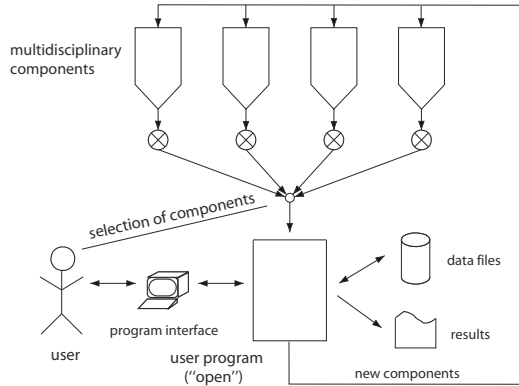 multidisciplinary
components
selection of components
data files
program interface
results
user
user program
("open")
new components